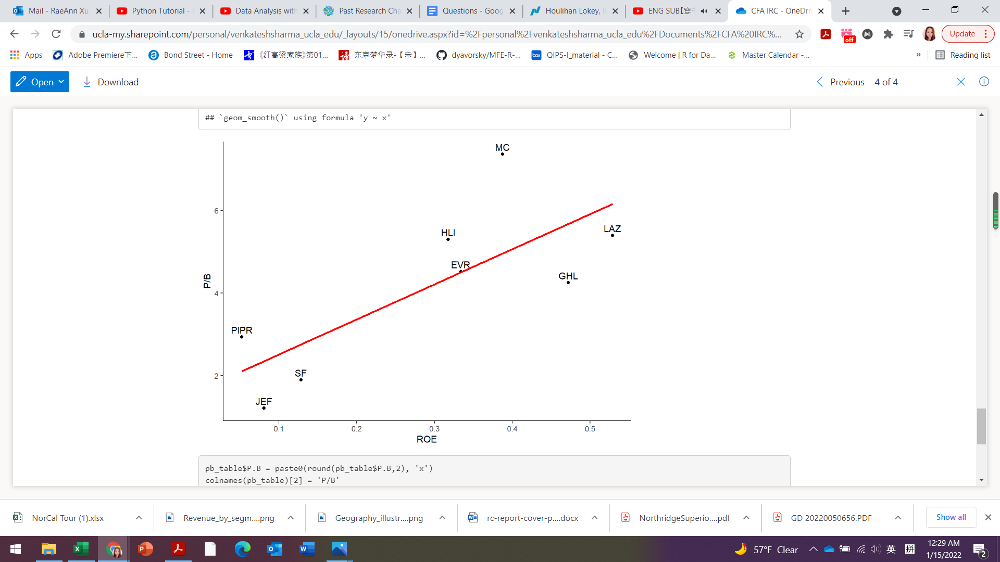 Mail - RaeAnn Xu
Python Tutorial -
Data Analysis with
Past Research Cha
Questions - Goog
Houlihan Lokey, I
ENG SUB【穿
CFA IRC - OneDri
ucla-my.sharepoint.com/personal/venkateshsharma_ucla_edu/_layouts/15/onedrive.aspx?id=%2Fpersonal%2Fvenkateshsharma_ucla_edu%2FDocuments%2FCFA%20IRC%...
off
Update
Apps
Adobe Premiere下...
Bond Street - Home
《红高粱家族》第01...
东京梦华录-【宋】...
dyavorsky/MFE-R-...
box
QIPS-I_material - C...
Welcome | R for Da...
Master Calendar -...
»
Reading list
Open
Download
Previous
4 of 4
## `geom_smooth()` using formula 'y ~ x'
MC
6
HLI
LAZ
EVR
GHL
P/B
4
PIPR
2
SF
JEF
0.1
0.2
0.3
0.4
0.5
ROE
pb_table$P.B = paste0(round(pb_table$P.B,2), 'x')
colnames(pb_table)[2] = 'P/B'
NorCal Tour (1).xlsx
Revenue_by_segm....png
Geography_illustr....png
rc-report-cover-p....docx
NorthridgeSuperio....pdf
GD 20220050656.PDF
Show all
57°F Clear
英
拼
12:29 AM
1/15/2022
2